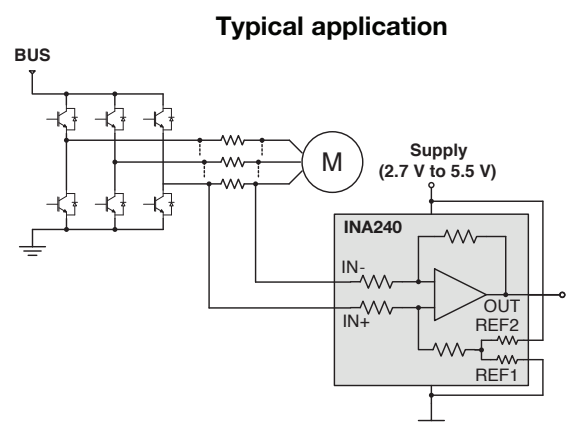 Typical application
BUS
M
Supply
(2.7 V to 5.5 V)
INA240
IN-
IN+
OUT
REF2
REF1